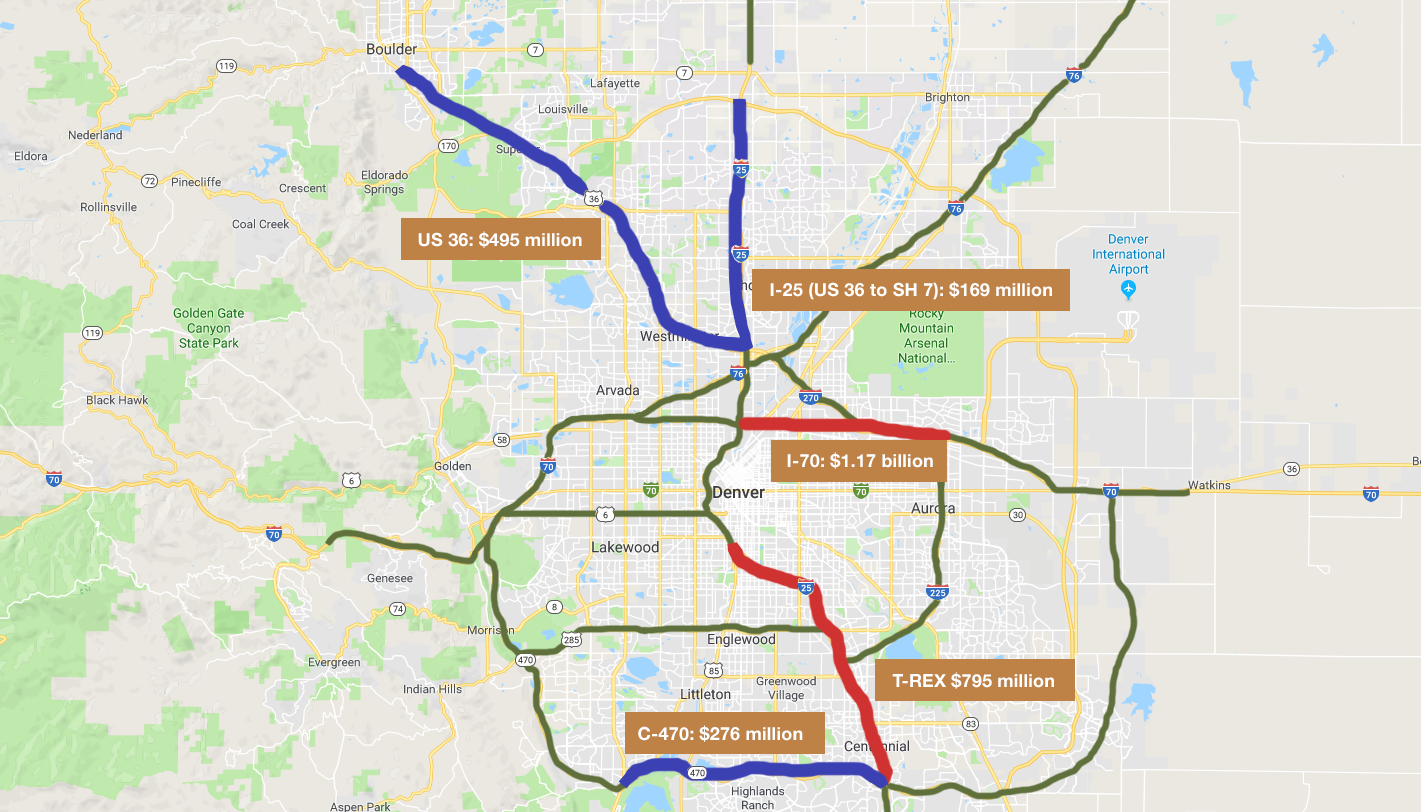 Boulder
7
119
7
76
Lafayette
Brighton
Louisville
Nederland
170
Eldora
25
Eldorado
Springs
72
Pinecliffe
Crescent
36
Rollinsville
76
Coal Creek
US 36: $495 million
Denver
International
Airport
25
I-25 (US 36 to SH 7): $169 million
Golden Gate
Canyon
State Park
Rocky
Mountain
Arsenal
National...
119
76
Arvada
270
Black Hawk
58
Golden
70
I-70: $1.17 billion
36
70
6
70
Denver
70
70
Watkins
70
Aurora
6
30
70
Lakewood
Genesee
25
225
74
8
Morrison
285
Englewood
470
Evergreen
85
T-REX $795 million
Indian Hills
Littleton
Greenwood
Village
83
C-470: $276 million
470
Highlands
Ranch
Aspen Park